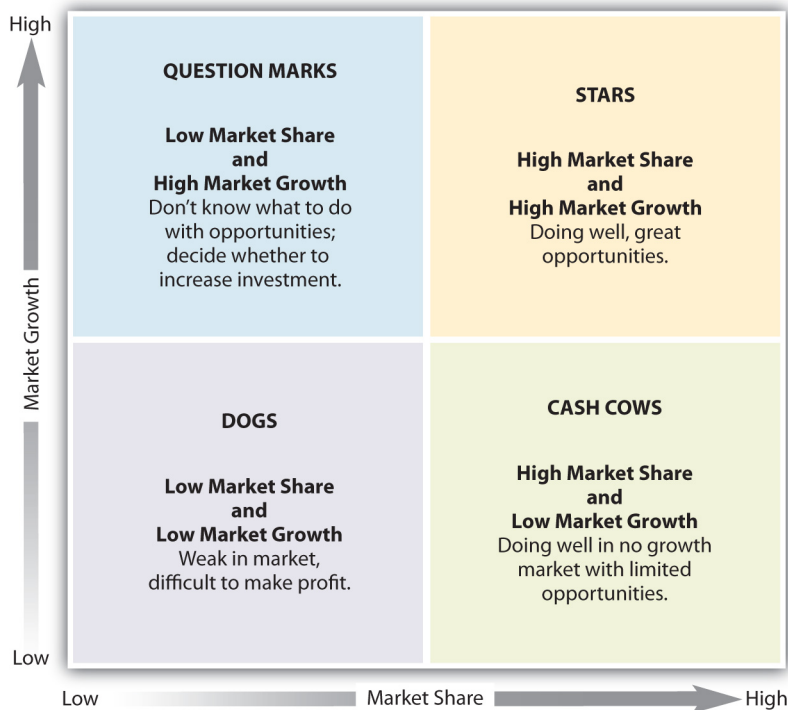 High
Market Growth
Low
QUESTION MARKS
Low Market Share
and
High Market Growth
Don't know what to do
with opportunities;
decide whether to
increase investment.
STARS
High Market Share
and
High Market Growth
Doing well, great
opportunities.
DOGS
Low Market Share
and
Low Market Growth
Weak in market,
difficult to make profit.
CASH COWS
High Market Share
and
Low Market Growth
Doing well in no growth
market with limited
opportunities.
Low
Market Share
High